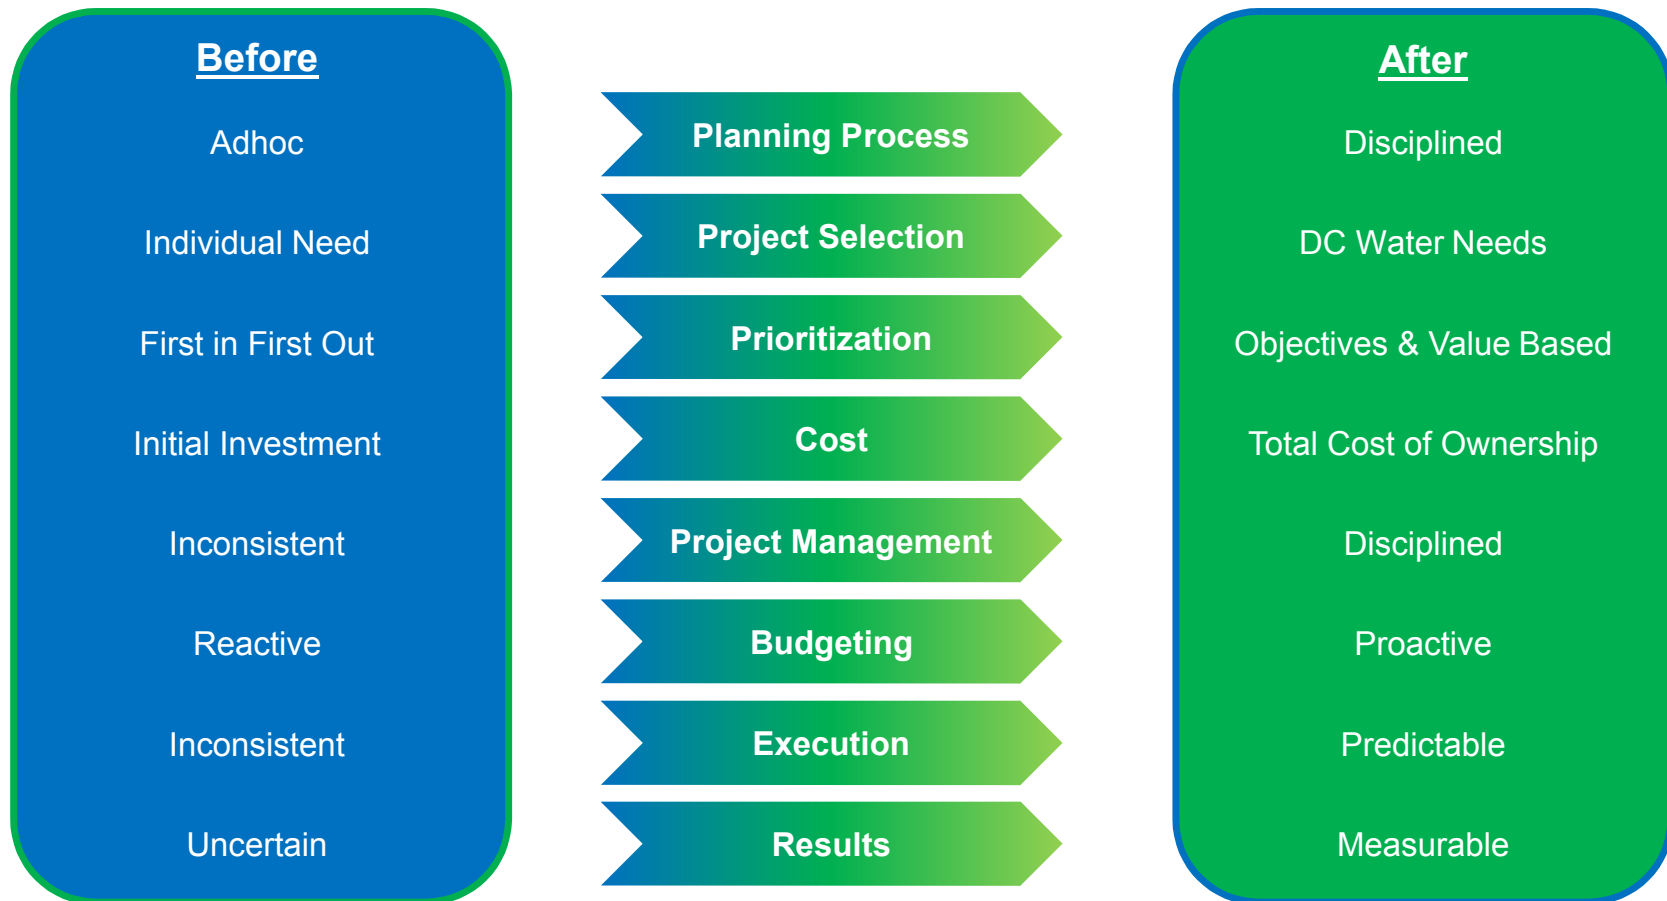 Before
After
Adhoc
Planning Process
Disciplined
Individual Need
Project Selection
DC Water Needs
First in First Out
Prioritization
Objectives & Value Based
Initial Investment
Cost
Total Cost of Ownership
Inconsistent
Project Management
Disciplined
Reactive
Budgeting
Proactive
Inconsistent
Execution
Predictable
Uncertain
Results
Measurable